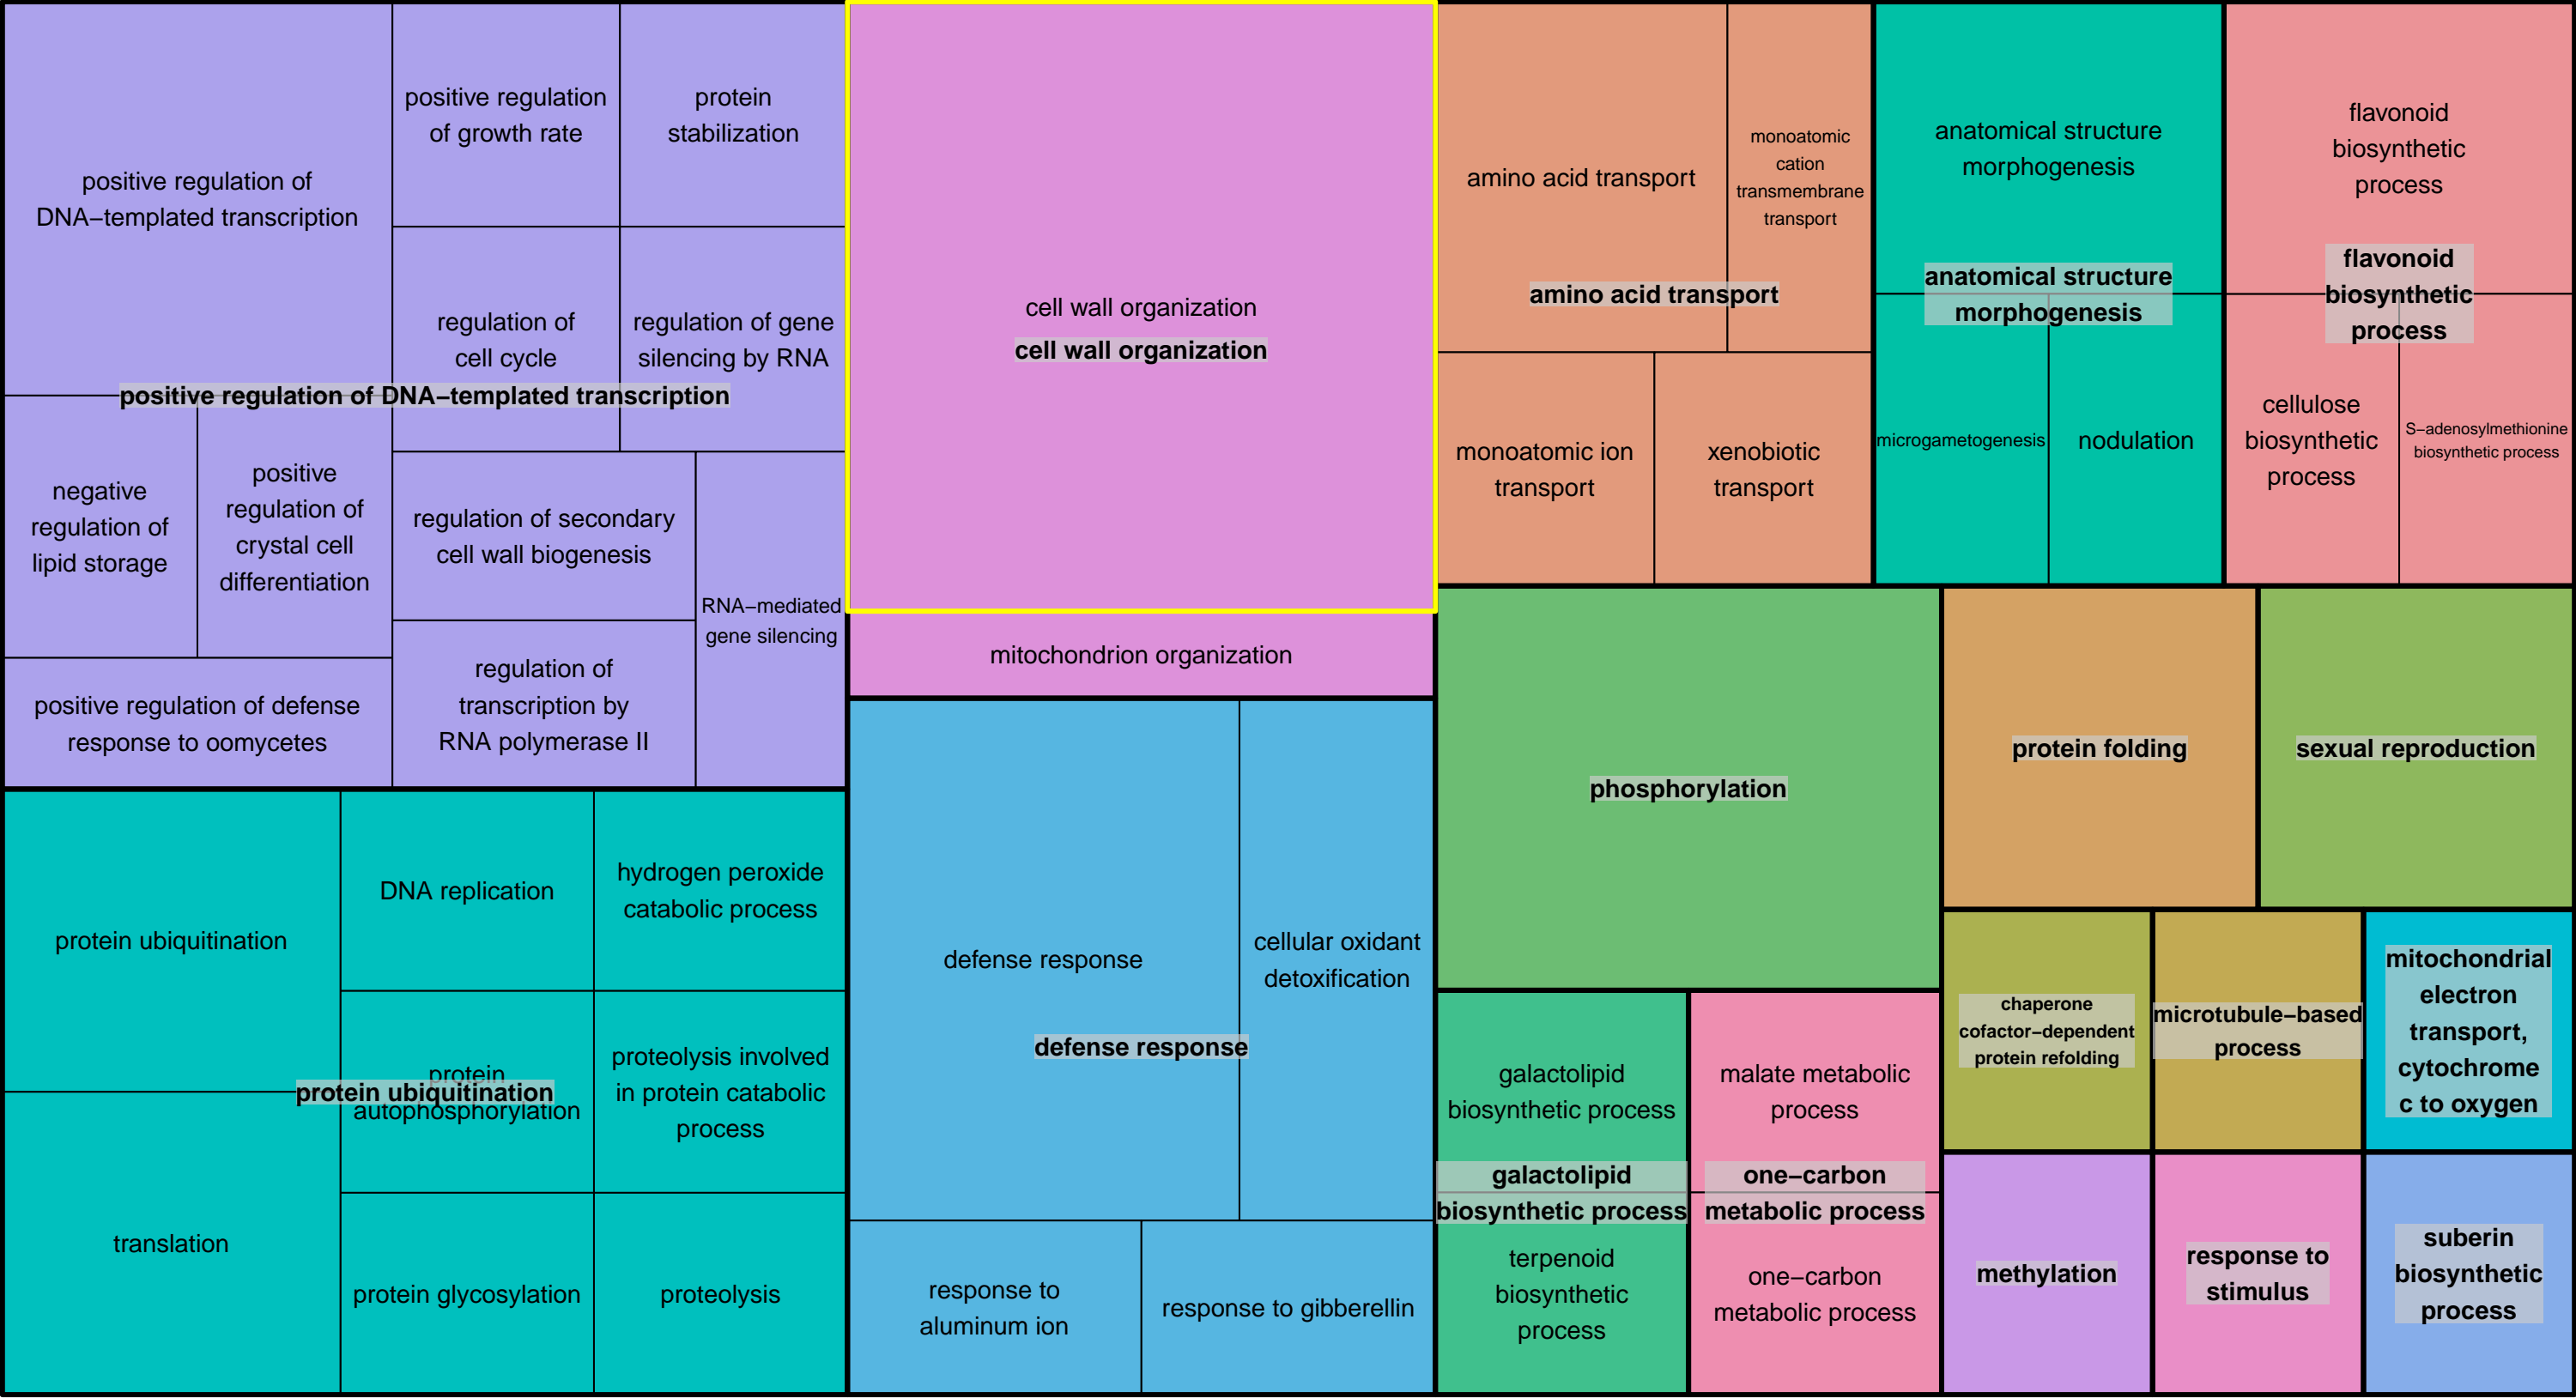 positive regulation of
DNA−templated transcription
positive regulation
of growth rate
protein
stabilization
regulation of
cell cycle
regulation of gene
silencing by RNA
positive regulation of DNA−templated transcription
negative
regulation of
lipid storage
positive
regulation of
crystal cell
differentiation
regulation of secondary
cell wall biogenesis
RNA−mediated
gene silencing
positive regulation of defense
response to oomycetes
regulation of
transcription by
RNA polymerase II
protein ubiquitination
DNA replication
hydrogen peroxide
catabolic process
protein
autophosphorylation
protein ubiquitination
proteolysis involved
in protein catabolic
process
translation
protein glycosylation
proteolysis
cell wall organization
cell wall organization
mitochondrion organization
defense response
cellular oxidant
detoxification
defense response
response to
aluminum ion
response to gibberellin
amino acid transport
monoatomic
cation
transmembrane
transport
amino acid transport
monoatomic ion
transport
xenobiotic
transport
anatomical structure
morphogenesis
anatomical structure
morphogenesis
microgametogenesis
nodulation
flavonoid
biosynthetic
process
flavonoid
biosynthetic
process
cellulose
biosynthetic
process
S−adenosylmethionine
biosynthetic process
phosphorylation
protein folding
sexual reproduction
galactolipid
biosynthetic process
galactolipid
biosynthetic process
terpenoid
biosynthetic
process
malate metabolic
process
one−carbon
metabolic process
one−carbon
metabolic process
chaperone
cofactor−dependent
protein refolding
microtubule−based
process
mitochondrial
electron
transport,
cytochrome
c to oxygen
methylation
response to
stimulus
suberin
biosynthetic
process